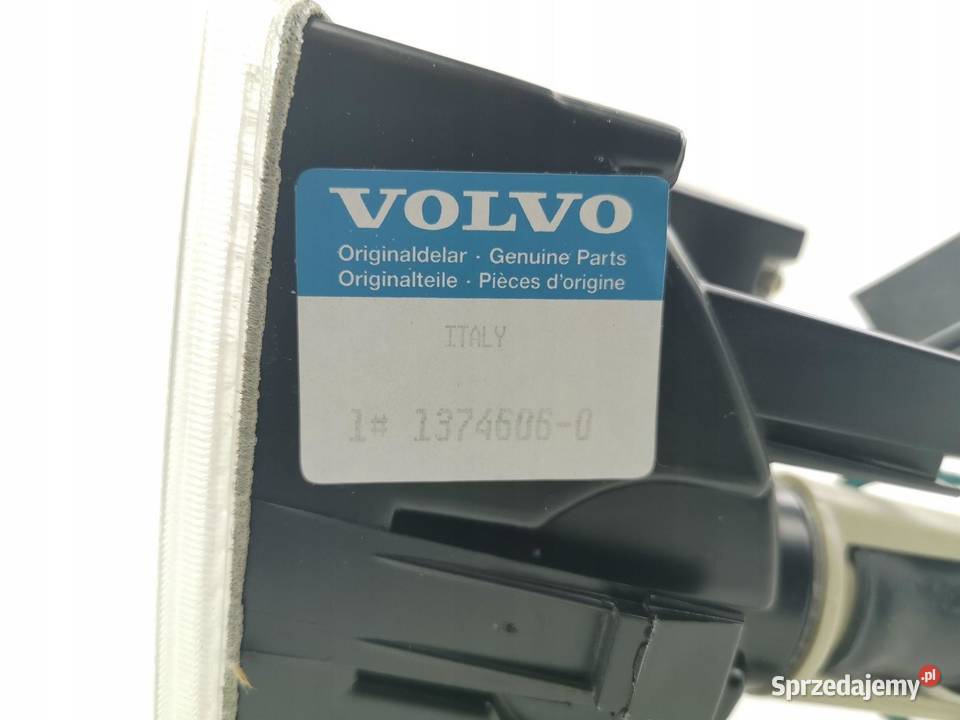 VOLVO
Originaldelar · Genuine Parts
Originalteile · Pièces d'origine
ITALY
1# 1374606-0
Sprzedajemy.pl